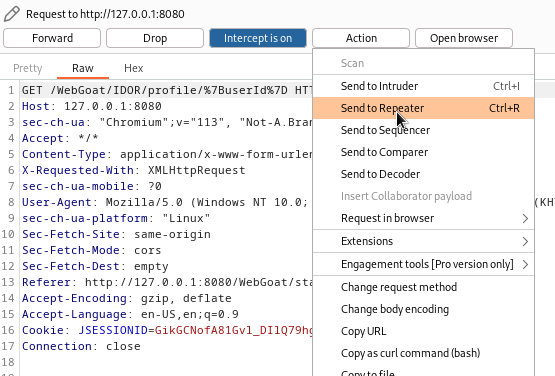 Request to http://127.0.0.1:8080
Forward Drop Intercept is on Action Open browser
Pretty Raw Hex
Scan
Send to Intruder Ctrl+I
Send to Repeater Ctrl+R
Send to Sequencer
Send to Comparer
Send to Decoder
Insert Collaborator payload
Request in browser >
Extensions >
Engagement tools [Pro version only] >
Change request method
Change body encoding
Copy URL
Copy as curl command (bash)
Copy to file
1 GET /WebGoat/IDOR/profile/%7BuserId%7D HTT
2 Host: 127.0.0.1:8080
3 sec-ch-ua: "Chromium";v="113", "Not-A.Bran
4 Accept: */*
5 Content-Type: application/x-www-form-urlen
6 X-Requested-With: XMLHttpRequest
7 sec-ch-ua-mobile: ?0
8 User-Agent: Mozilla/5.0 (Windows NT 10.0; (KH
9 sec-ch-ua-platform: "Linux"
10 Sec-Fetch-Site: same-origin
11 Sec-Fetch-Mode: cors
12 Sec-Fetch-Dest: empty
13 Referer: http://127.0.0.1:8080/WebGoat/sta
14 Accept-Encoding: gzip, deflate
15 Accept-Language: en-US,en;q=0.9
16 Cookie: JSESSIONID=GikGCNofA81Gvl_DI1Q79hg
17 Connection: close
18